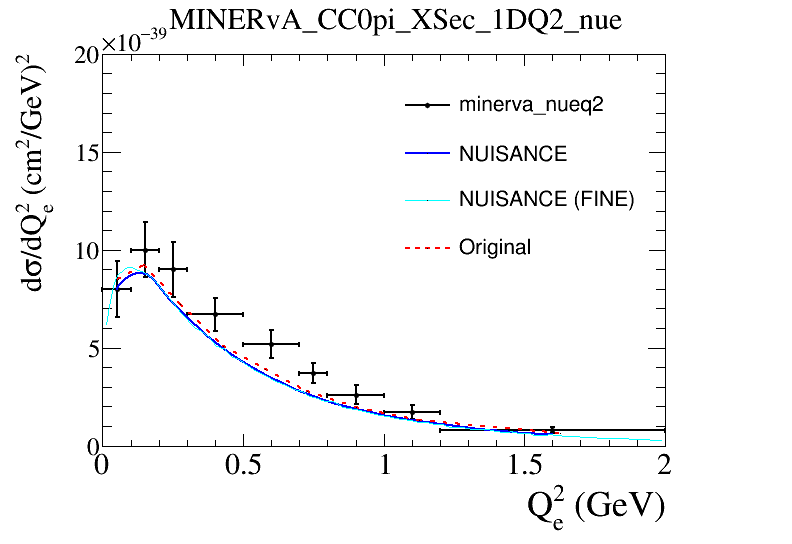 MINERvA_CC0pi_XSec_1DQ2_nue
×10⁻³⁹
20
15
10
5
0
dσ/dQ²ₑ (cm²/GeV)²
minerva_nueq2
NUISANCE
NUISANCE (FINE)
Original
0 0.5 1 1.5 2
Q²ₑ (GeV)